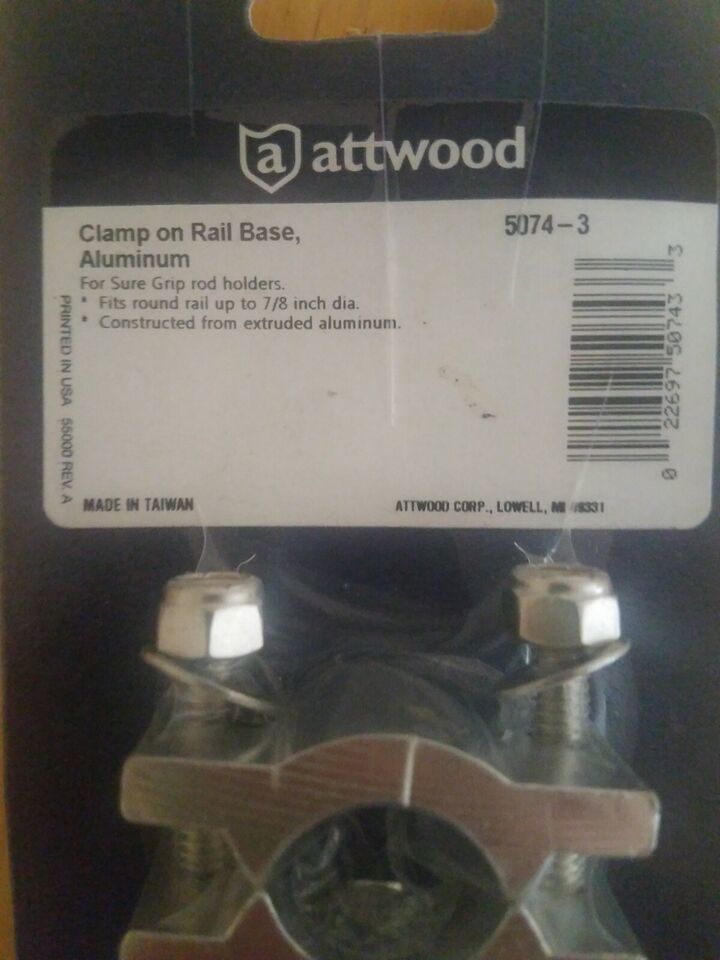 a attwood
Clamp on Rail Base,
Aluminum
5074-3
For Sure Grip rod holders.
* Fits round rail up to 7/8 inch dia.
* Constructed from extruded aluminum.
PRINTED IN USA 55000 REV. A
0 22697 50743 3
MADE IN TAIWAN
ATTWOOD CORP., LOWELL, MI 49331